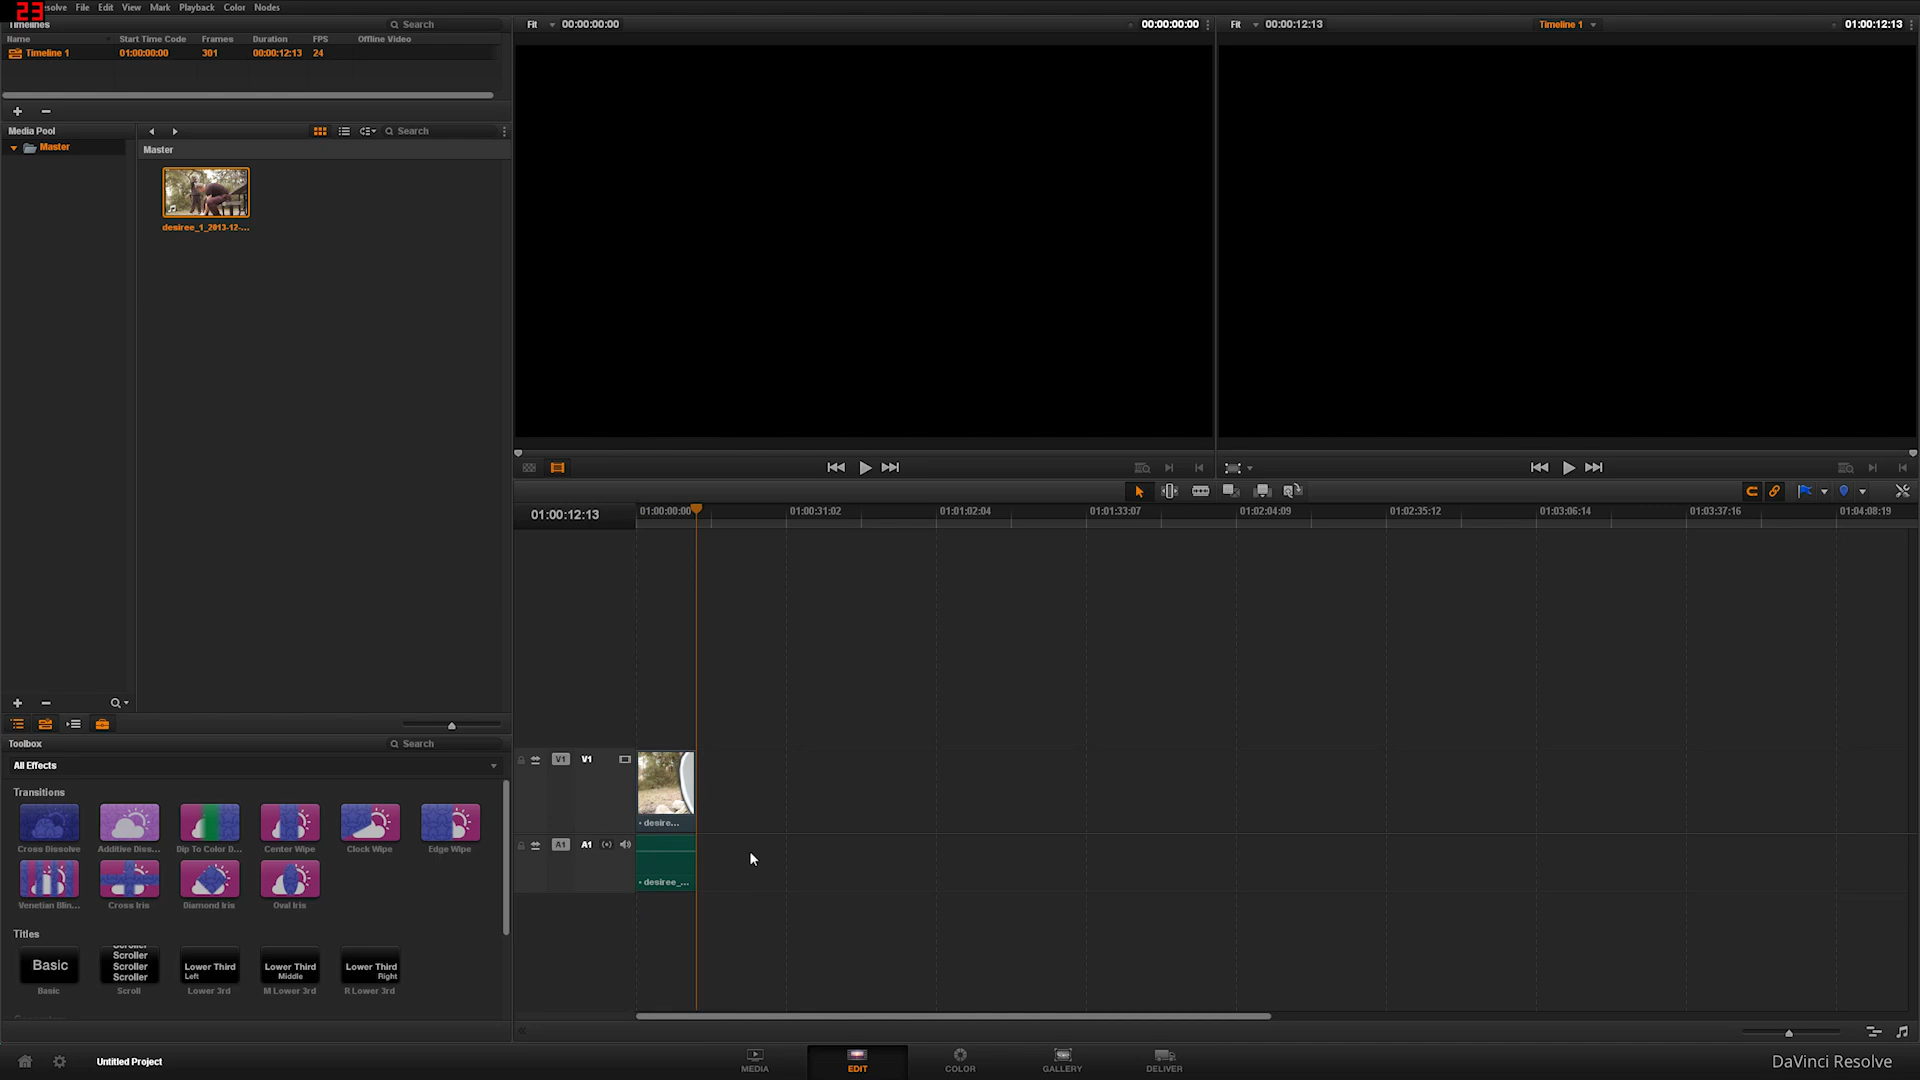 23
esolve File Edit View Mark Playback Color Nodes
Timelines
Search
Name Start Time Code Frames Duration FPS Offline Video
Timeline 1 01:00:00:00 301 00:00:12:13 24
Fit 00:00:00:00 00:00:00:00
Fit 00:00:12:13 Timeline 1 01:00:12:13
Media Pool
Search
Master
Master
desiree_1_2013-12-...
01:00:12:13
01:00:00:00 01:00:31:02 01:01:02:04 01:01:33:07 01:02:04:09 01:02:35:12 01:03:06:14 01:03:37:16 01:04:08:19
V1 V1
• desire...
A1 A1
• desiree_...
Toolbox
Search
All Effects
Transitions
Cross Dissolve Additive Diss... Dip To Color D... Center Wipe Clock Wipe Edge Wipe
Venetian Blin... Cross Iris Diamond Iris Oval Iris
Titles
Basic
Scroller
Scroller
Scroller
Scroller
Lower Third
Left
Lower Third
Middle
Lower Third
Right
Basic Scroll Lower 3rd M Lower 3rd R Lower 3rd
Untitled Project
MEDIA EDIT COLOR GALLERY DELIVER
DaVinci Resolve